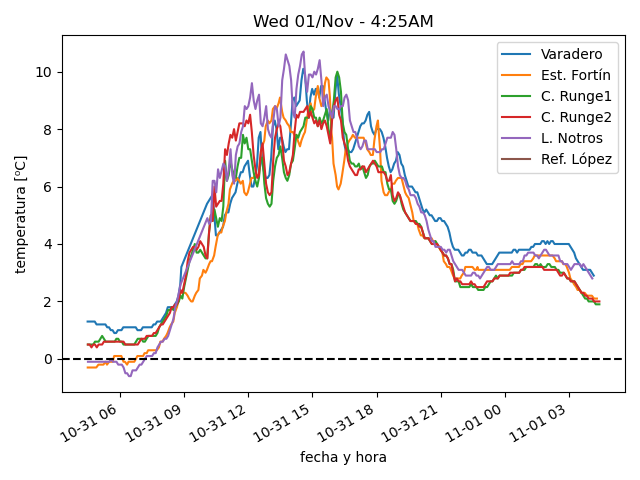 Wed 01/Nov - 4:25AM
temperatura [ºC]
10
8
6
4
2
0
Varadero
Est. Fortín
C. Runge1
C. Runge2
L. Notros
Ref. López
10-31 06
10-31 09
10-31 12
10-31 15
10-31 18
10-31 21
11-01 00
11-01 03
fecha y hora